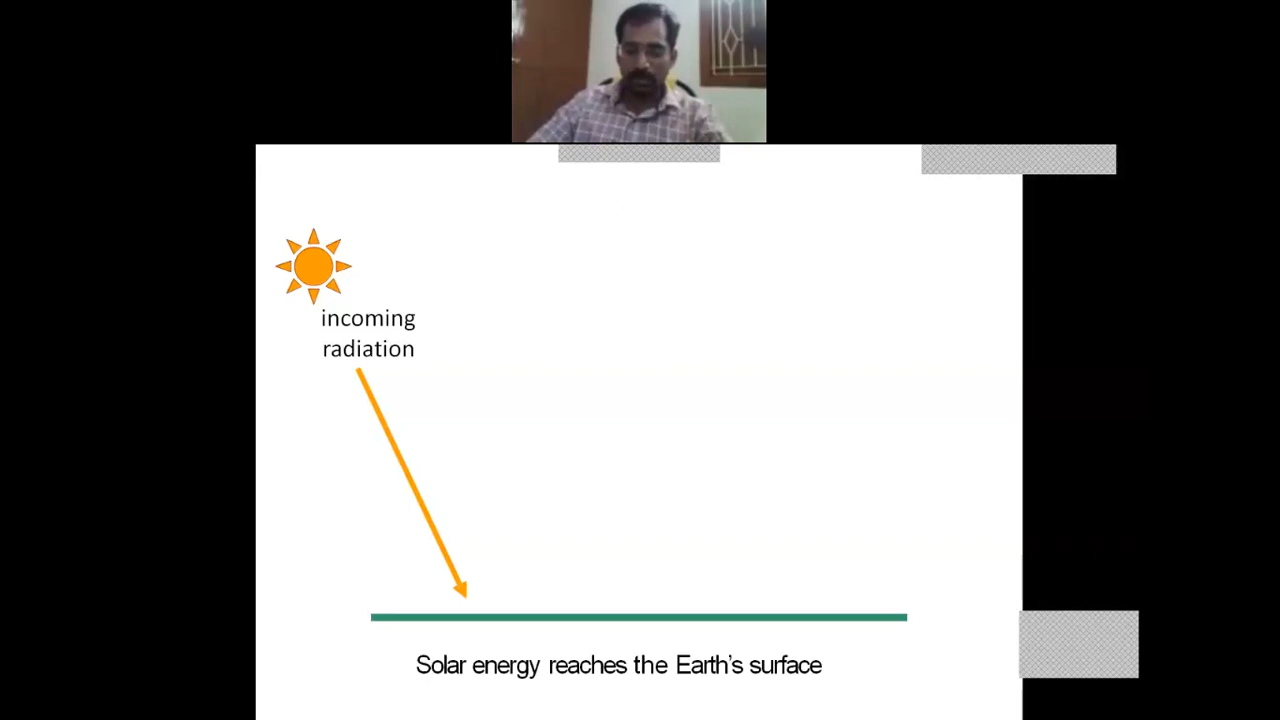 incoming
radiation
Solar energy reaches the Earth's surface